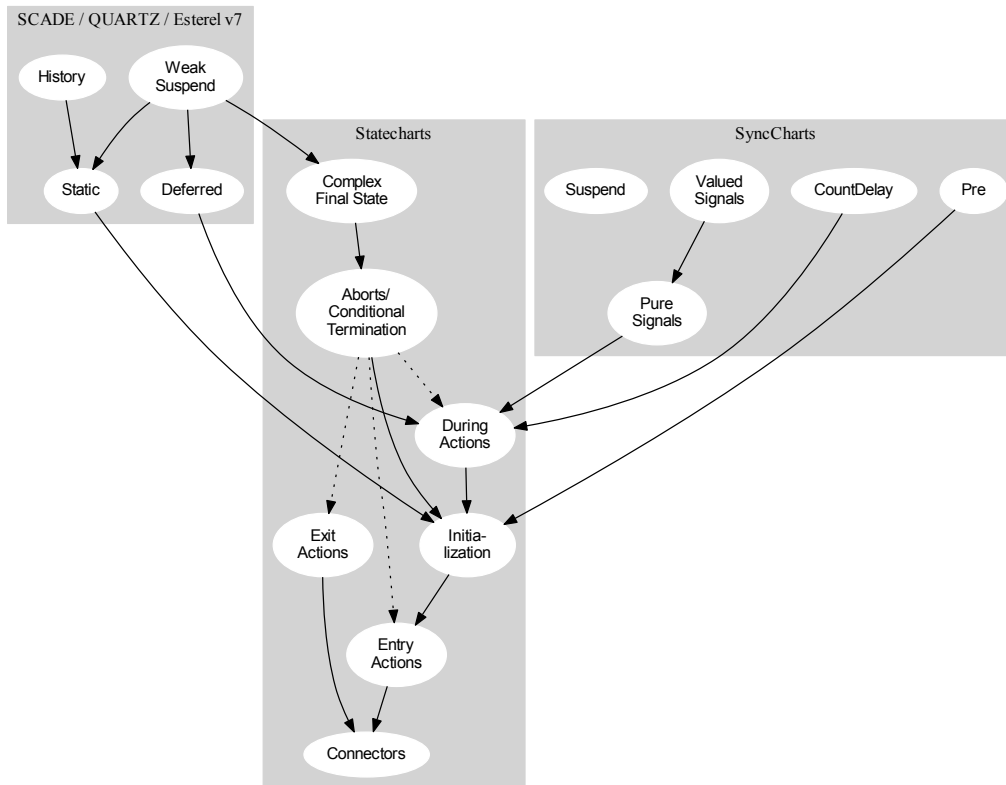 SCADE / QUARTZ / Esterel v7
History
Weak
Suspend
Static
Deferred
Statecharts
Complex
Final State
Aborts/
Conditional
Termination
During
Actions
Exit
Actions
Initia-
lization
Entry
Actions
Connectors
SyncCharts
Suspend
Valued
Signals
CountDelay
Pre
Pure
Signals